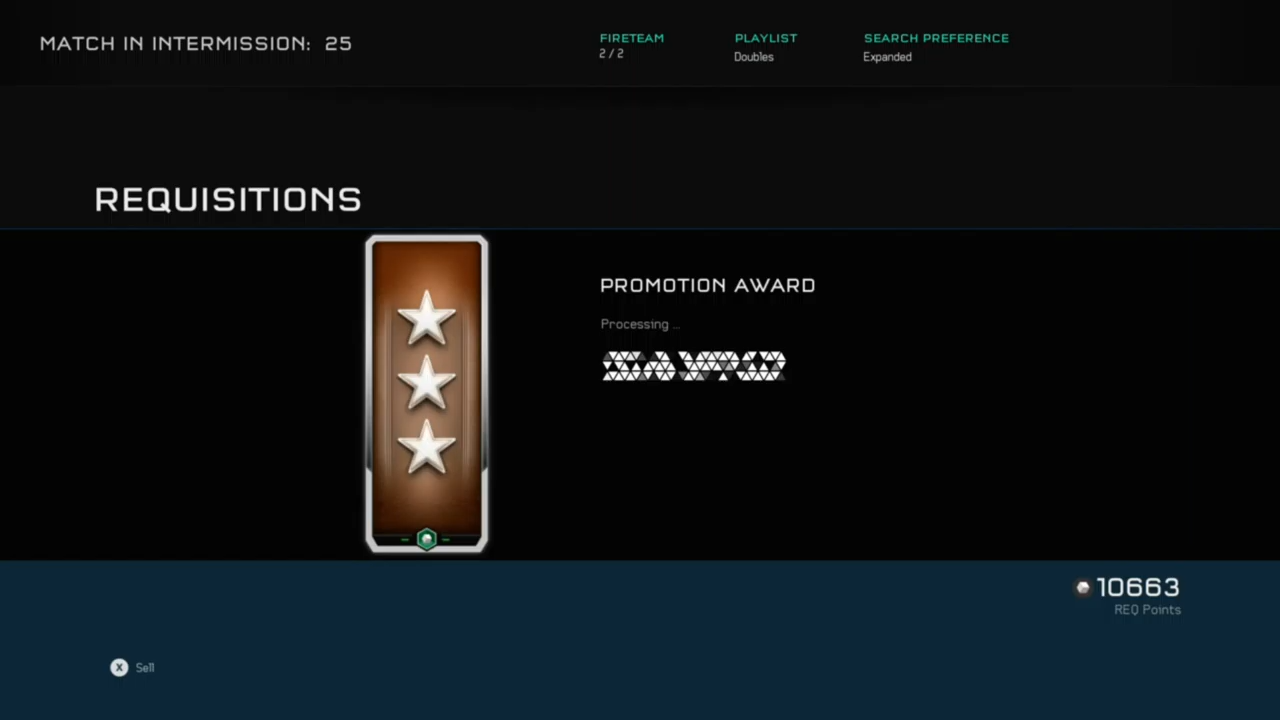 MATCH IN INTERMISSION: 25
FIRETEAM
2 / 2
PLAYLIST
Doubles
SEARCH PREFERENCE
Expanded
REQUISITIONS
PROMOTION AWARD
Processing ...
10663
REQ Points
X Sell